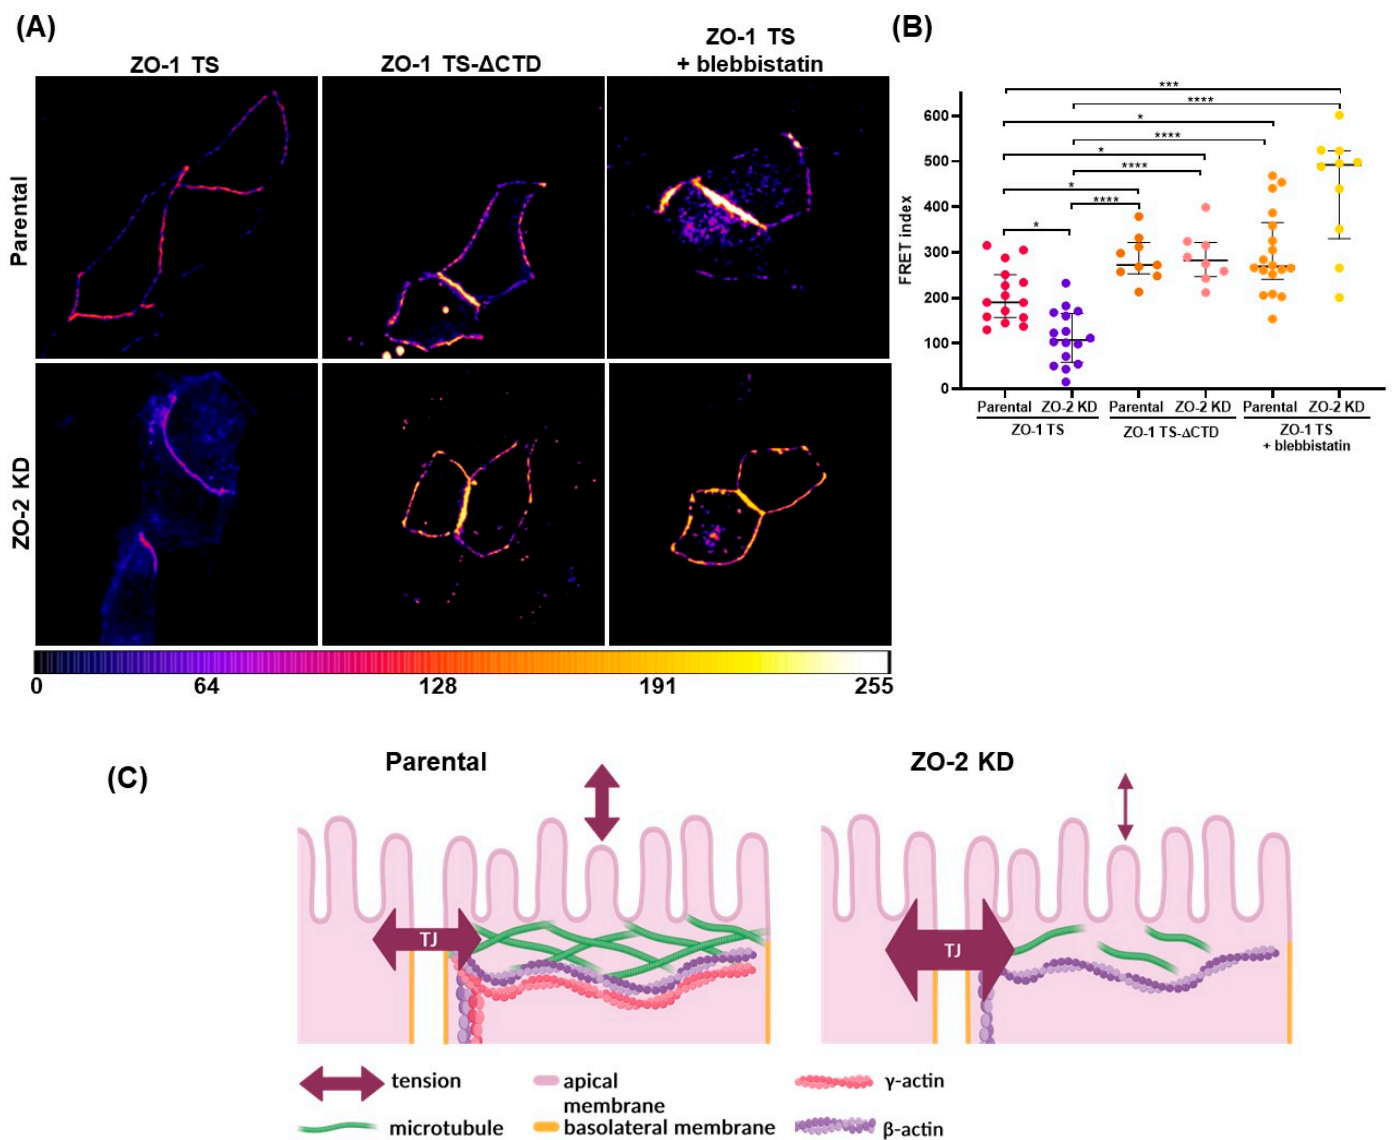 (A)
ZO-1 TS
ZO-1 TS-ΔCTD
ZO-1 TS
+ blebbistatin
Parental
ZO-2 KD
0 64 128 191 255
(B)
***
****
*
****
*
****
*
****
*
FRET index
600
500
400
300
200
100
0
Parental ZO-2 KD Parental ZO-2 KD Parental ZO-2 KD
ZO-1 TS ZO-1 TS-ΔCTD ZO-1 TS
+ blebbistatin
(C)
Parental
ZO-2 KD
TJ
TJ
tension
apical
membrane
γ-actin
microtubule
basolateral membrane
β-actin